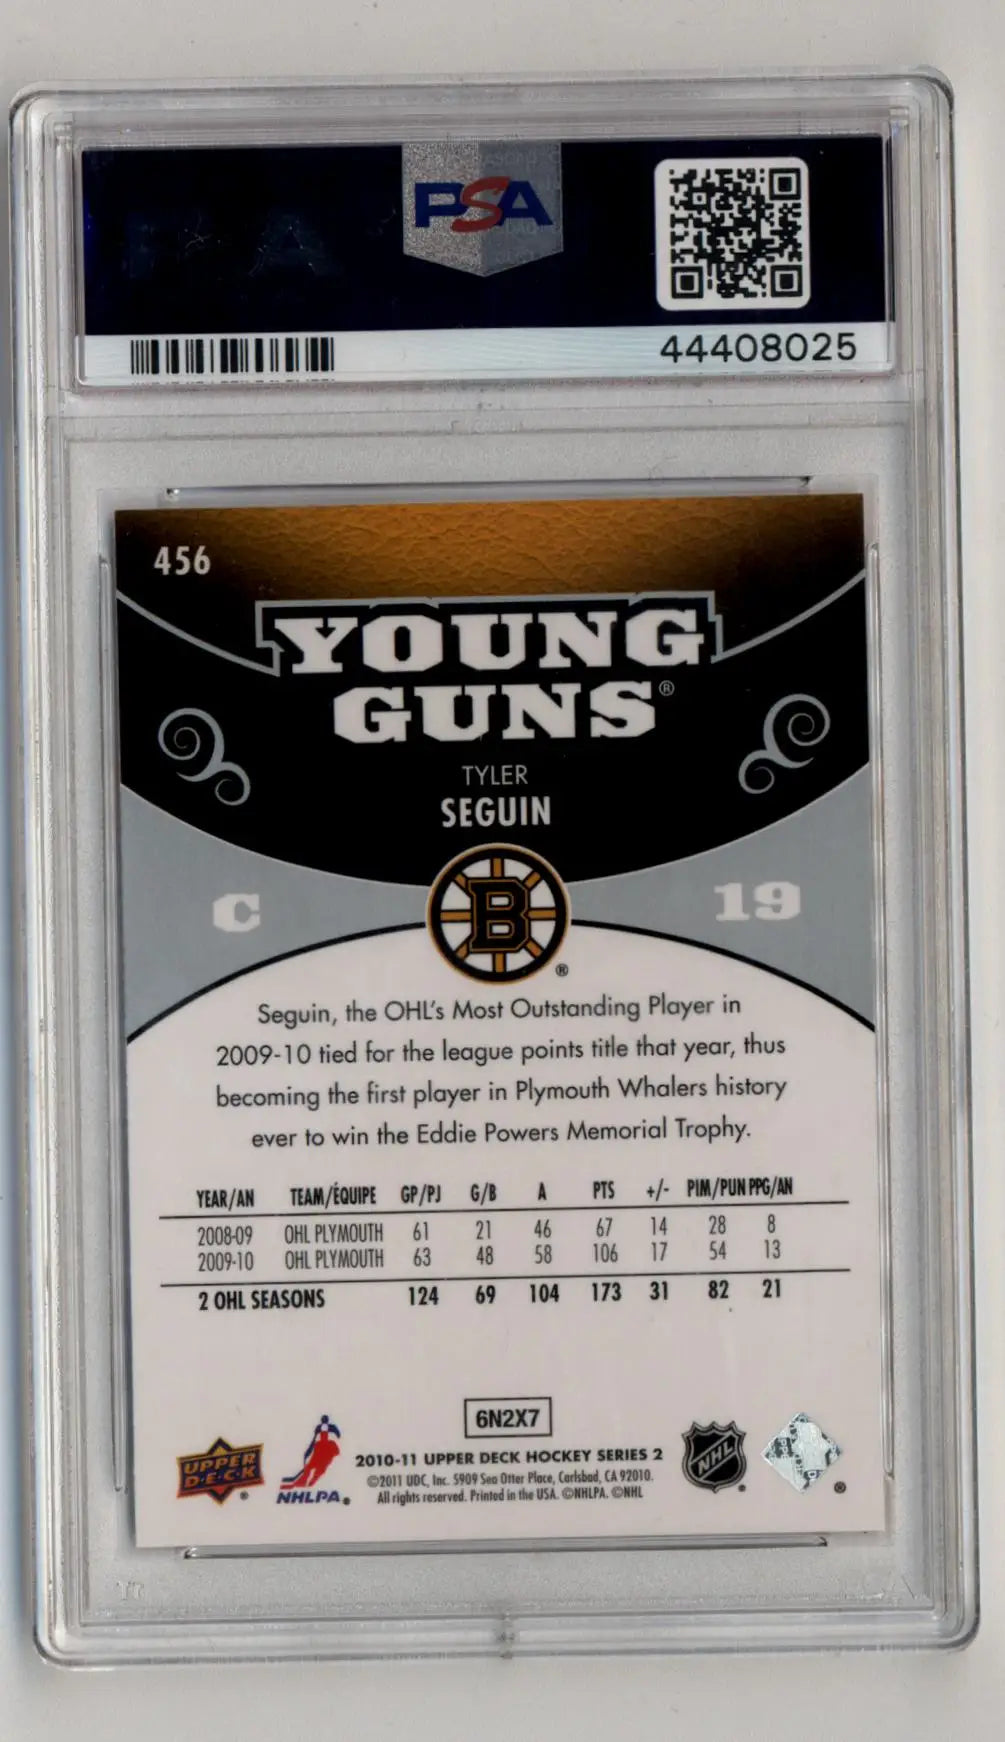 PSA
44408025
456
YOUNG
GUNS®
TYLER
SEGUIN
C
19
B
®
Seguin, the OHL's Most Outstanding Player in
2009-10 tied for the league points title that year, thus
becoming the first player in Plymouth Whalers history
ever to win the Eddie Powers Memorial Trophy.
YEAR/AN TEAM/ÉQUIPE GP/PJ G/B A PTS +/- PIM/PUN PPG/AN
2008-09 OHL PLYMOUTH 61 21 46 67 14 28 8
2009-10 OHL PLYMOUTH 63 48 58 106 17 54 13
2 OHL SEASONS 124 69 104 173 31 82 21
6N2X7
UPPER
D·E·C·K
®
NHLPA®
2010-11 UPPER DECK HOCKEY SERIES 2
©2011 UDC, Inc. 5909 Sea Otter Place, Carlsbad, CA 92010.
All rights reserved. Printed in the USA. ©NHLPA. ©NHL
NHL
®
®